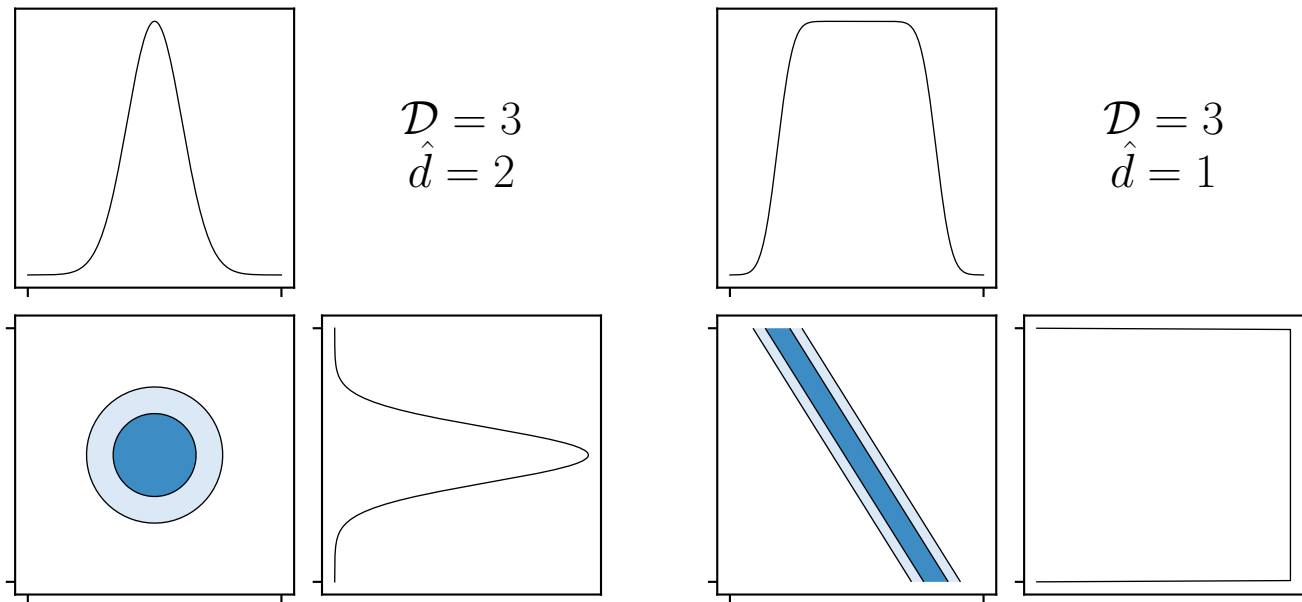 𝒟 = 3
d̂ = 2
𝒟 = 3
d̂ = 1